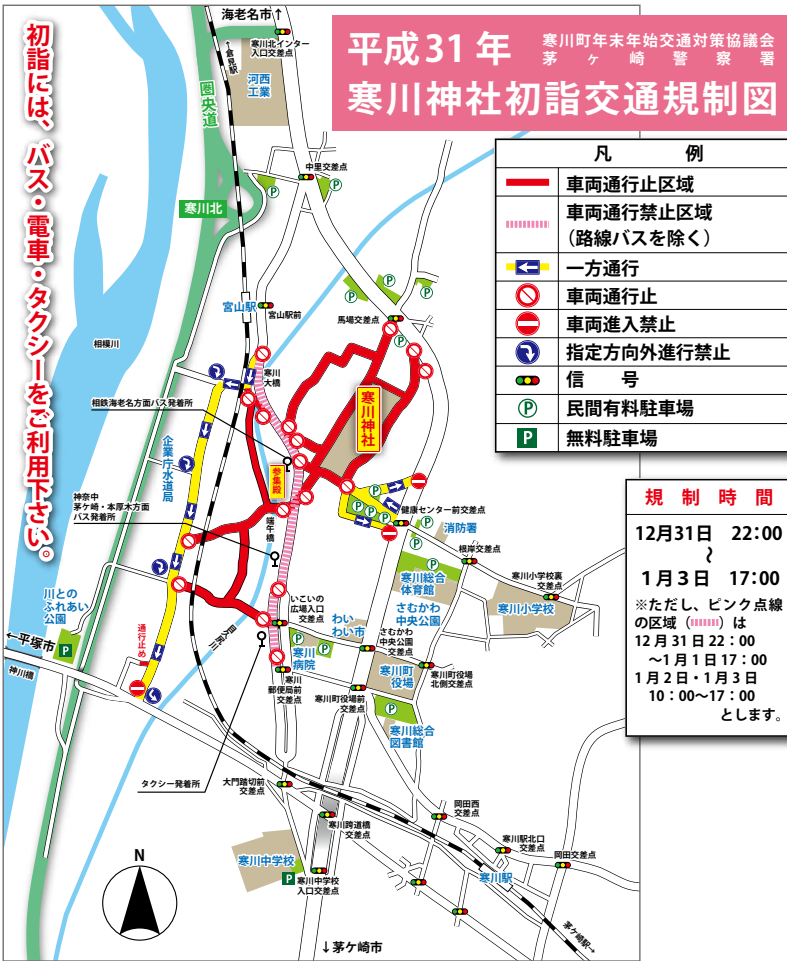 初詣には、バス・電車・タクシーをご利用下さい。
平成31年
寒川町年末年始交通対策協議会
茅ヶ崎警察署
寒川神社初詣交通規制図
凡　例
車両通行止区域
車両通行禁止区域
（路線バスを除く）
一方通行
車両通行止
車両進入禁止
指定方向外進行禁止
信　号
P
民間有料駐車場
P
無料駐車場
規制時間
12月31日　22:00
～
1月3日　17:00
※ただし、ピンク点線
の区域（　）は
12月31日22：00
～1月1日17：00
1月2日・1月3日
10：00～17：00
とします。
海老名市↑
寒川北インター
入口交差点
↑倉見駅
河西
工業
圏央道
中里交差点
P
P
寒川北
P
P
P
宮山駅
宮山駅前
馬場交差点
P
相模川
寒川
大橋
相鉄海老名方面バス発着所
寒川神社
企業庁水道局
参集殿
神奈中
茅ケ崎・本厚木方面
バス発着所
端午橋
P
P
P
P
健康センター前交差点
消防署
P
P
P
根岸交差点
寒川総合
体育館
寒川小学校裏
交差点
寒川小学校
川との
ふれあい
公園
P
いこいの
広場入口
交差点
わい
わい市
さむかわ
中央公園
さむかわ
中央公園
交差点
目久尻川
通行止め
←平塚市
神川橋
P
P
寒川
病院
寒川町
役場
寒川町役場
北側交差点
寒川
郵便局前
交差点
寒川町役場前
交差点
P
寒川総合
図書館
タクシー発着所
大門踏切前
交差点
寒川跨道橋
交差点
岡田西
交差点
寒川駅北口
交差点
岡田交差点
寒川中学校
P
寒川中学校
入口交差点
寒川駅
N
茅ケ崎駅→
↓茅ケ崎市